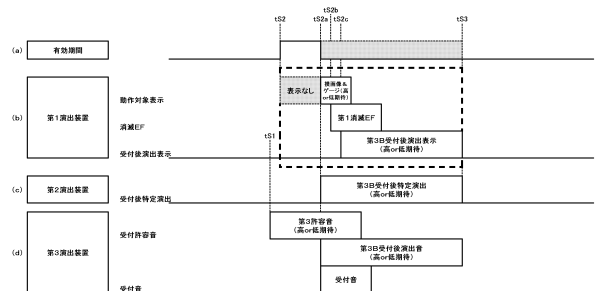 tS2b
tS2
tS2a
tS2c
tS3
(a)
有効期間
表示なし
横画像&
ゲージ(高
or低期待)
動作対象表示
(b)
第1演出装置
第1消滅EF
消滅EF
第3B受付後演出表示
(高or低期待)
tS1
受付後演出表示
(c)
第2演出装置
第3B受付後特定演出
(高or低期待)
受付後特定演出
第3許容音
(高or低期待)
受付許容音
(d)
第3演出装置
第3B受付後演出音
(高or低期待)
受付後演出音
受付音
受付音